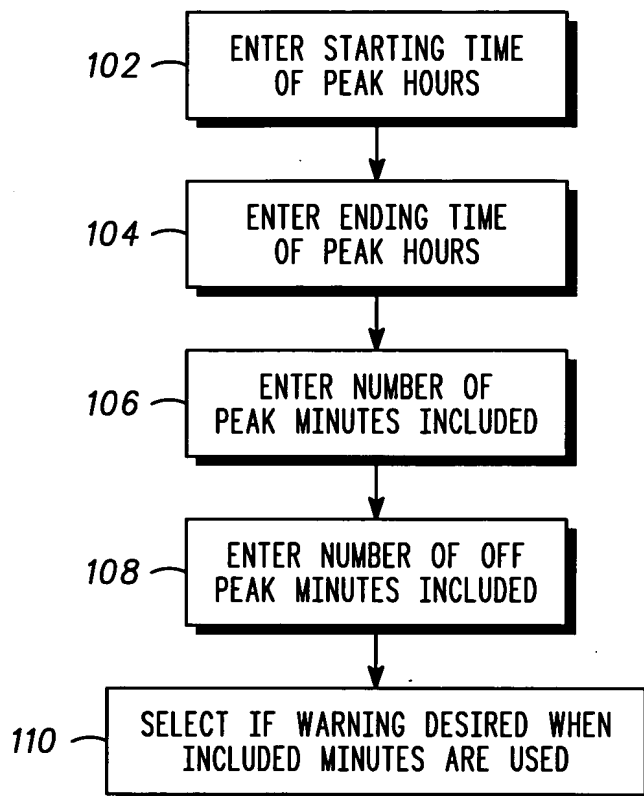 102
ENTER STARTING TIME
OF PEAK HOURS
104
ENTER ENDING TIME
OF PEAK HOURS
106
ENTER NUMBER OF
PEAK MINUTES INCLUDED
108
ENTER NUMBER OF OFF
PEAK MINUTES INCLUDED
110
SELECT IF WARNING DESIRED WHEN
INCLUDED MINUTES ARE USED